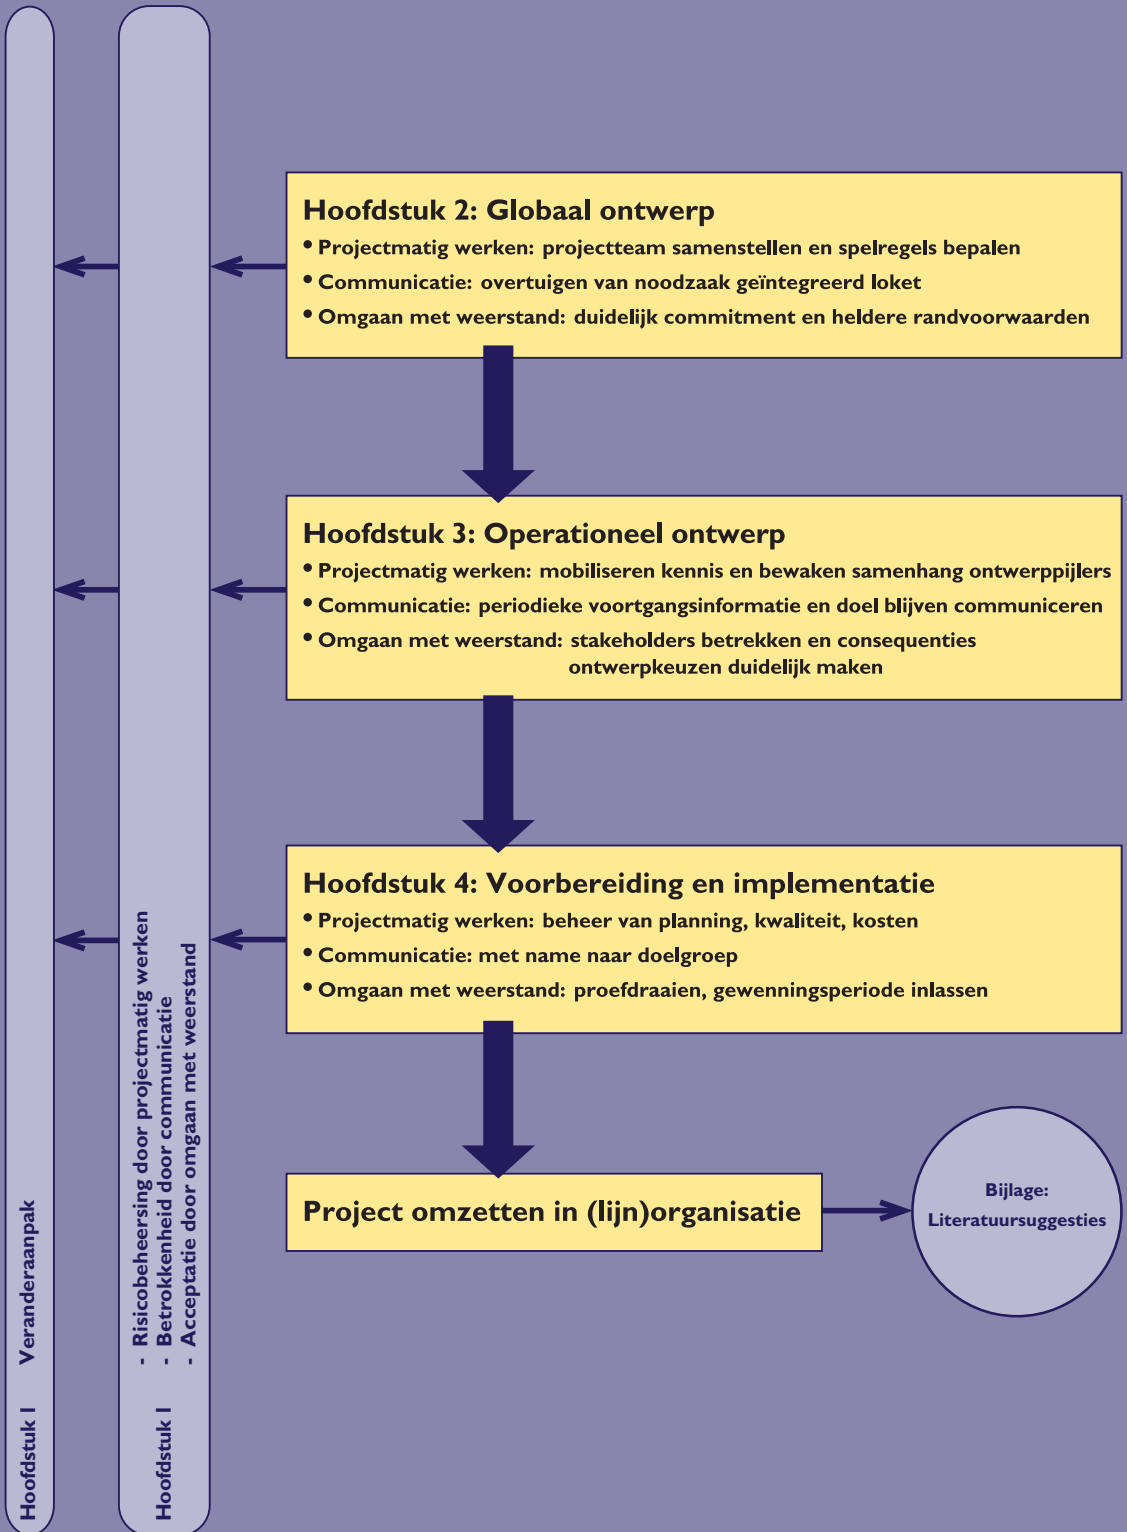 Hoofdstuk 2: Globaal ontwerp
• Projectmatig werken: projectteam samenstellen en spelregels bepalen
• Communicatie: overtuigen van noodzaak geïntegreerd loket
• Omgaan met weerstand: duidelijk commitment en heldere randvoorwaarden
Hoofdstuk 3: Operationeel ontwerp
• Projectmatig werken: mobiliseren kennis en bewaken samenhang ontwerppijlers
• Communicatie: periodieke voortgangsinformatie en doel blijven communiceren
• Omgaan met weerstand: stakeholders betrekken en consequenties
ontwerpkeuzen duidelijk maken
Hoofdstuk 4: Voorbereiding en implementatie
• Projectmatig werken: beheer van planning, kwaliteit, kosten
• Communicatie: met name naar doelgroep
• Omgaan met weerstand: proefdraaien, gewenningsperiode inlassen
Project omzetten in (lijn)organisatie
Bijlage:
Literatuursuggesties
Hoofdstuk 1 Veranderaanpak
Hoofdstuk 1
- Risicobeheersing door projectmatig werken
- Betrokkenheid door communicatie
- Acceptatie door omgaan met weerstand